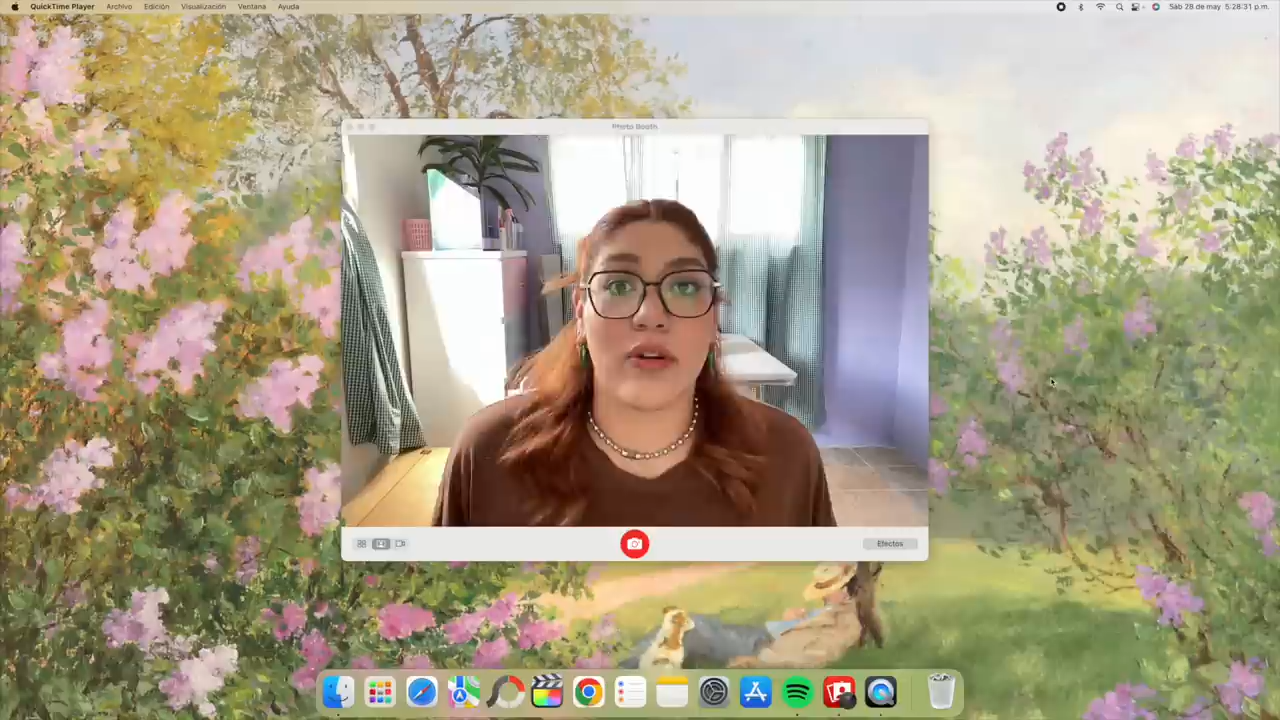 QuickTime Player Archivo Edición Visualización Ventana Ayuda Sáb 28 de may 5:28:31 p.m.
Photo Booth
Efectos